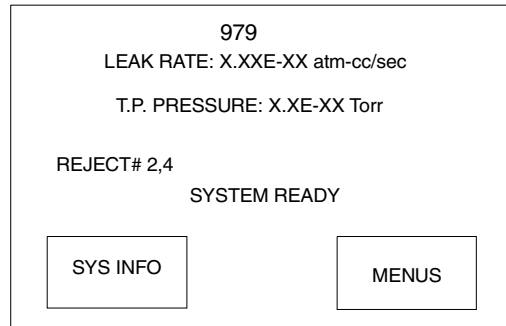 979
LEAK RATE: X.XXE-XX atm-cc/sec
T.P. PRESSURE: X.XE-XX Torr
REJECT# 2,4
SYSTEM READY
SYS INFO
MENUS